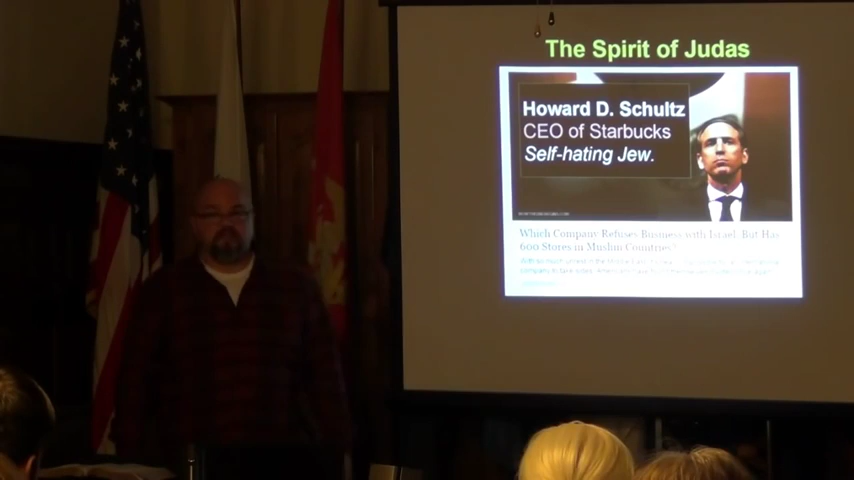 The Spirit of Judas
Howard D. Schultz
CEO of Starbucks
Self-hating Jew.
Which Company Refuses Business with Israel, But Has
600 Stores in Muslim Countries?